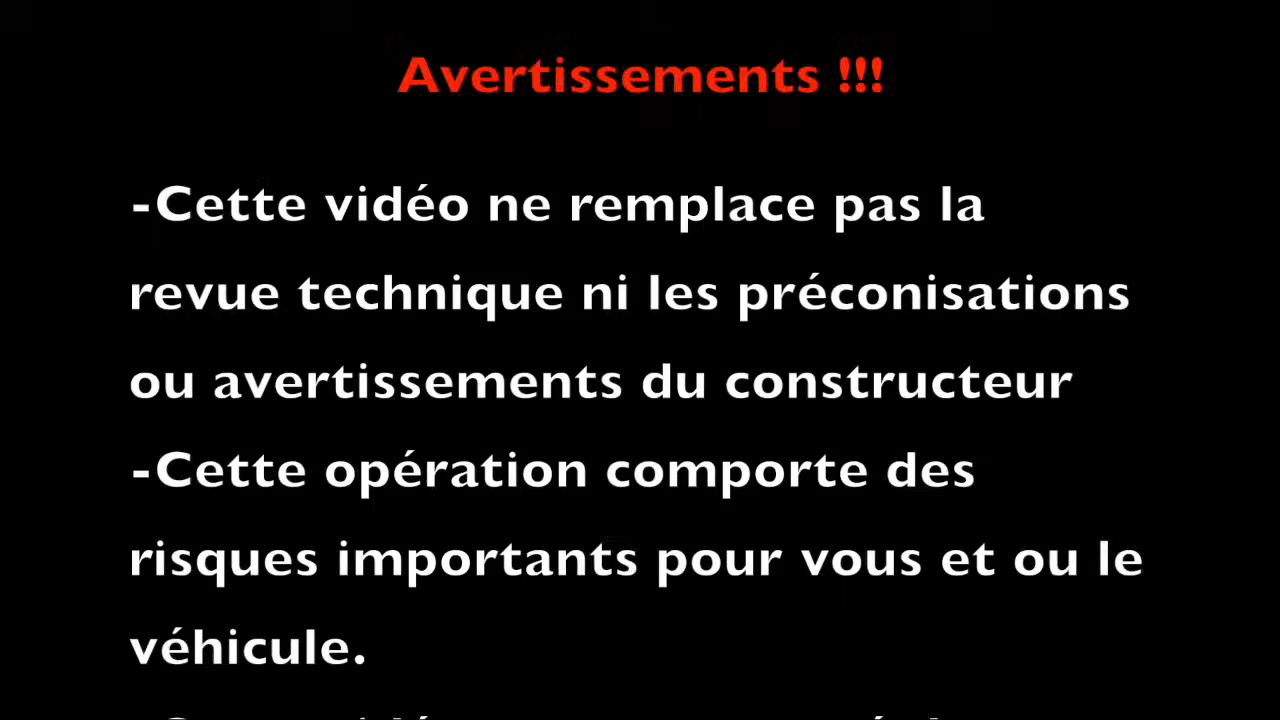 Avertissements !!!
-Cette vidéo ne remplace pas la
revue technique ni les préconisations
ou avertissements du constructeur
-Cette opération comporte des
risques importants pour vous et ou le
véhicule.